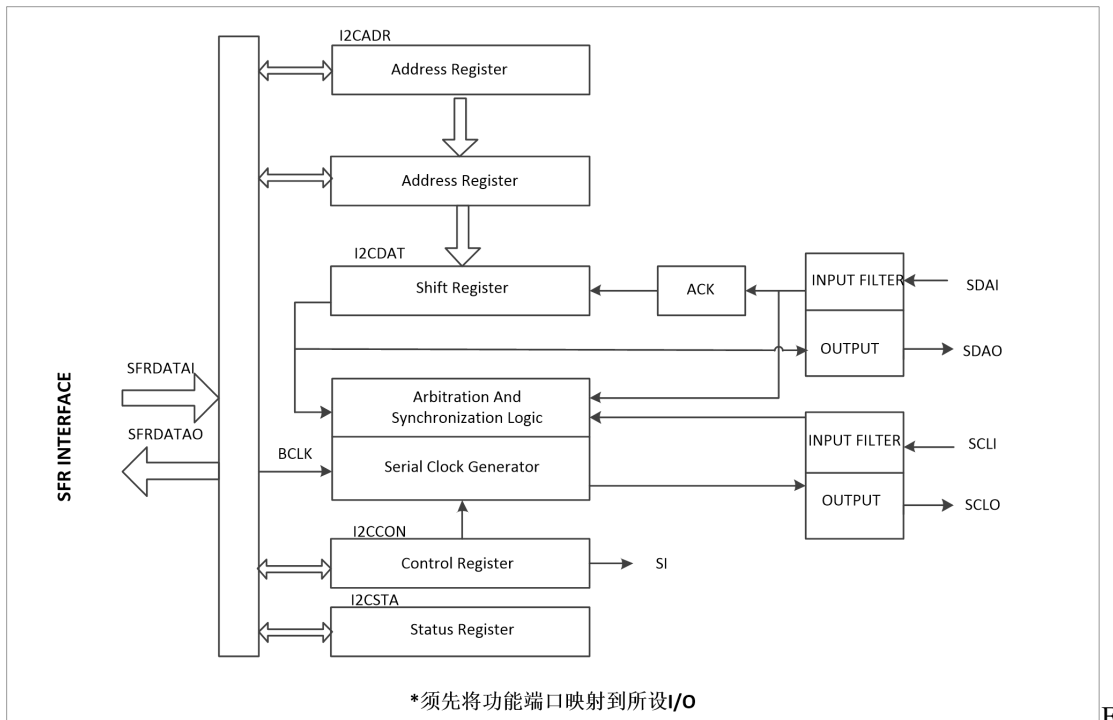 I2CADR
Address Register
Address Register
I2CDAT
Shift Register
ACK
INPUT FILTER
SDAI
OUTPUT
SDAO
SFR INTERFACE
SFRDATAI
SFRDATAO
Arbitration And
Synchronization Logic
BCLK
Serial Clock Generator
INPUT FILTER
SCLI
OUTPUT
SCLO
I2CCON
Control Register
SI
I2CSTA
Status Register
*须先将功能端口映射到所设I/O